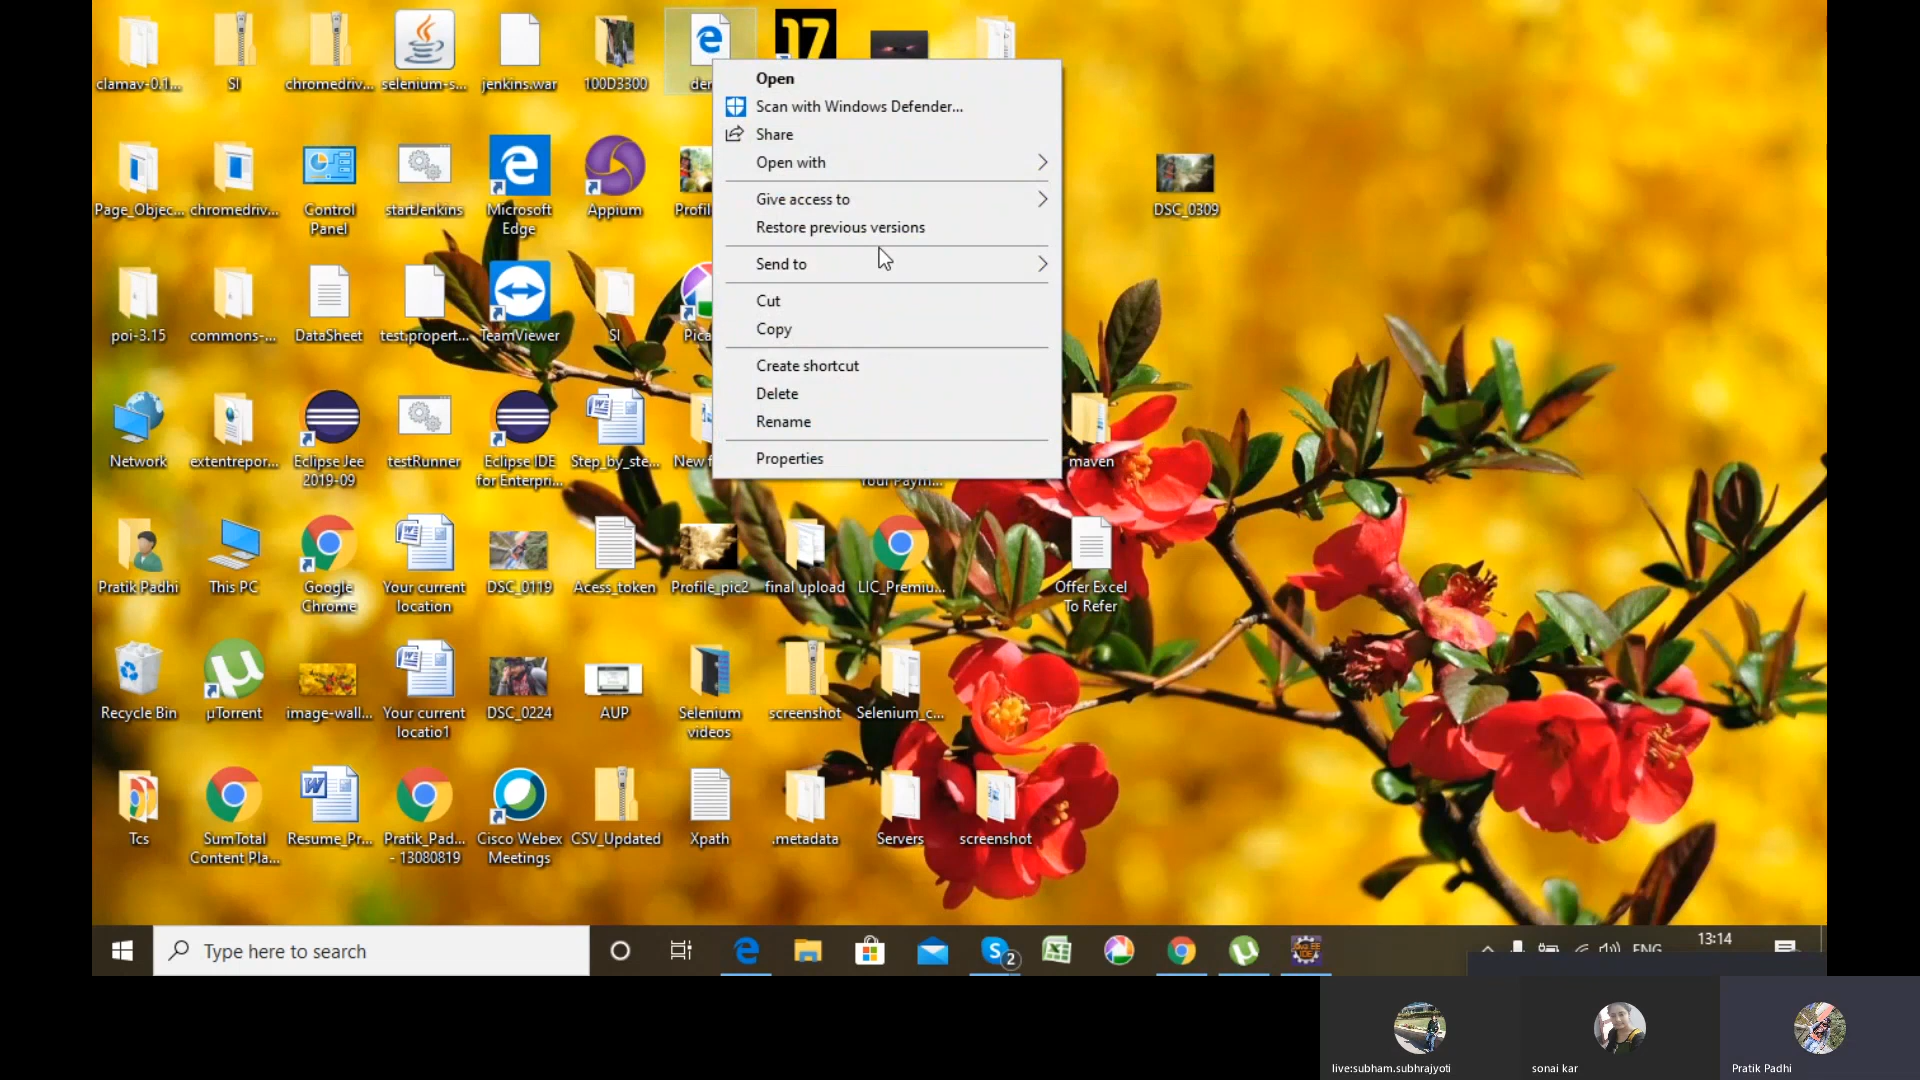 clamav-0.1...
SI
chromedriv...
selenium-s...
jenkins.war
100D3300
17
Open
Scan with Windows Defender...
Share
Open with
Give access to
Restore previous versions
Send to
Cut
Copy
Create shortcut
Delete
Rename
Properties
Page_Objec...
chromedriv...
Control
Panel
startJenkins
Microsoft
Edge
Appium
DSC_0309
poi-3.15
commons-...
DataSheet
test.propert...
TeamViewer
SI
Network
extentrepor...
Eclipse Jee
2019-09
testRunner
Eclipse IDE
for Enterpri...
Step_by_ste...
Your Paym...
maven
Pratik Padhi
This PC
Google
Chrome
Your current
location
DSC_0119
Acess_token
Profile_pic2
final upload
LIC_Premiu...
Offer Excel
To Refer
Recycle Bin
µTorrent
image-wall...
Your current
locatio1
DSC_0224
AUP
Selenium
videos
screenshot
Selenium_c...
Tcs
SumTotal
Content Pla...
Resume_Pr...
Pratik_Pad...
- 13080819
Cisco Webex
Meetings
CSV_Updated
Xpath
.metadata
Servers
screenshot
Type here to search
2
ENG
13:14
live:subham.subhrajyoti
sonai kar
Pratik Padhi